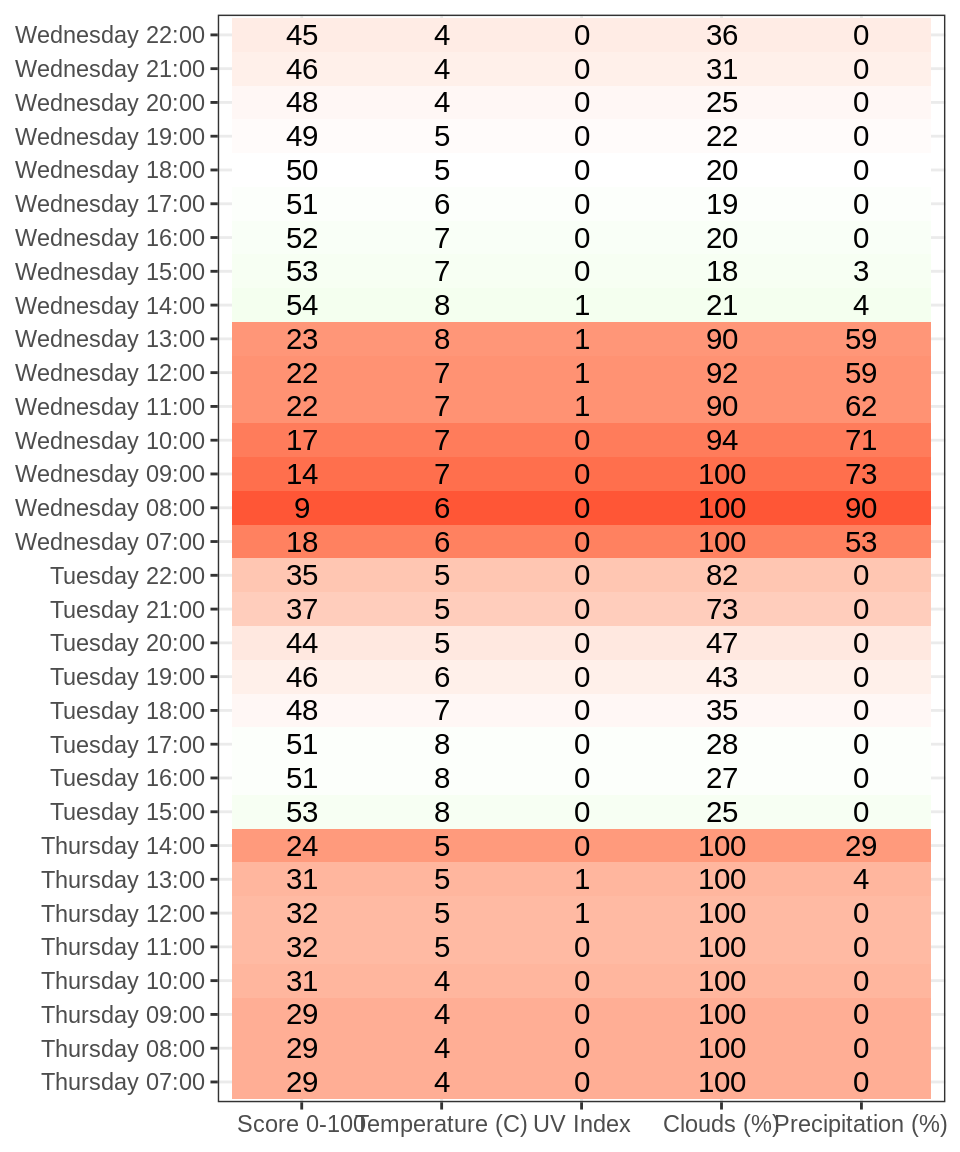 Wednesday 22:00 45 4 0 36 0
Wednesday 21:00 46 4 0 31 0
Wednesday 20:00 48 4 0 25 0
Wednesday 19:00 49 5 0 22 0
Wednesday 18:00 50 5 0 20 0
Wednesday 17:00 51 6 0 19 0
Wednesday 16:00 52 7 0 20 0
Wednesday 15:00 53 7 0 18 3
Wednesday 14:00 54 8 1 21 4
Wednesday 13:00 23 8 1 90 59
Wednesday 12:00 22 7 1 92 59
Wednesday 11:00 22 7 1 90 62
Wednesday 10:00 17 7 0 94 71
Wednesday 09:00 14 7 0 100 73
Wednesday 08:00 9 6 0 100 90
Wednesday 07:00 18 6 0 100 53
Tuesday 22:00 35 5 0 82 0
Tuesday 21:00 37 5 0 73 0
Tuesday 20:00 44 5 0 47 0
Tuesday 19:00 46 6 0 43 0
Tuesday 18:00 48 7 0 35 0
Tuesday 17:00 51 8 0 28 0
Tuesday 16:00 51 8 0 27 0
Tuesday 15:00 53 8 0 25 0
Thursday 14:00 24 5 0 100 29
Thursday 13:00 31 5 1 100 4
Thursday 12:00 32 5 1 100 0
Thursday 11:00 32 5 0 100 0
Thursday 10:00 31 4 0 100 0
Thursday 09:00 29 4 0 100 0
Thursday 08:00 29 4 0 100 0
Thursday 07:00 29 4 0 100 0
Score 0-100 Temperature (C) UV Index Clouds (%) Precipitation (%)